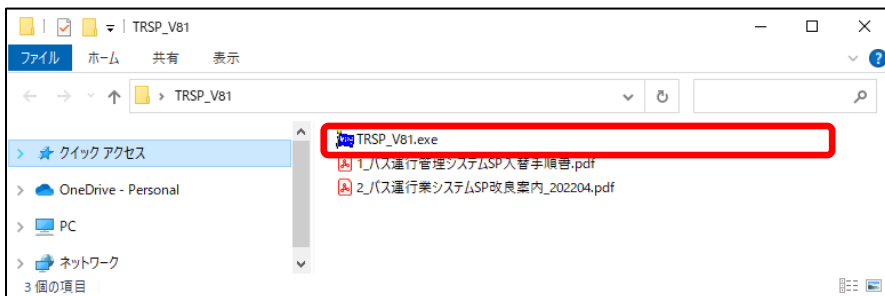 TRSP_V81
ファイル ホーム 共有 表示
TRSP_V81
クイック アクセス
OneDrive - Personal
PC
ネットワーク
TRSP_V81.exe
1_バス運行管理システムSP入替手順書.pdf
2_バス運行業システムSP改良案内_202204.pdf
3 個の項目